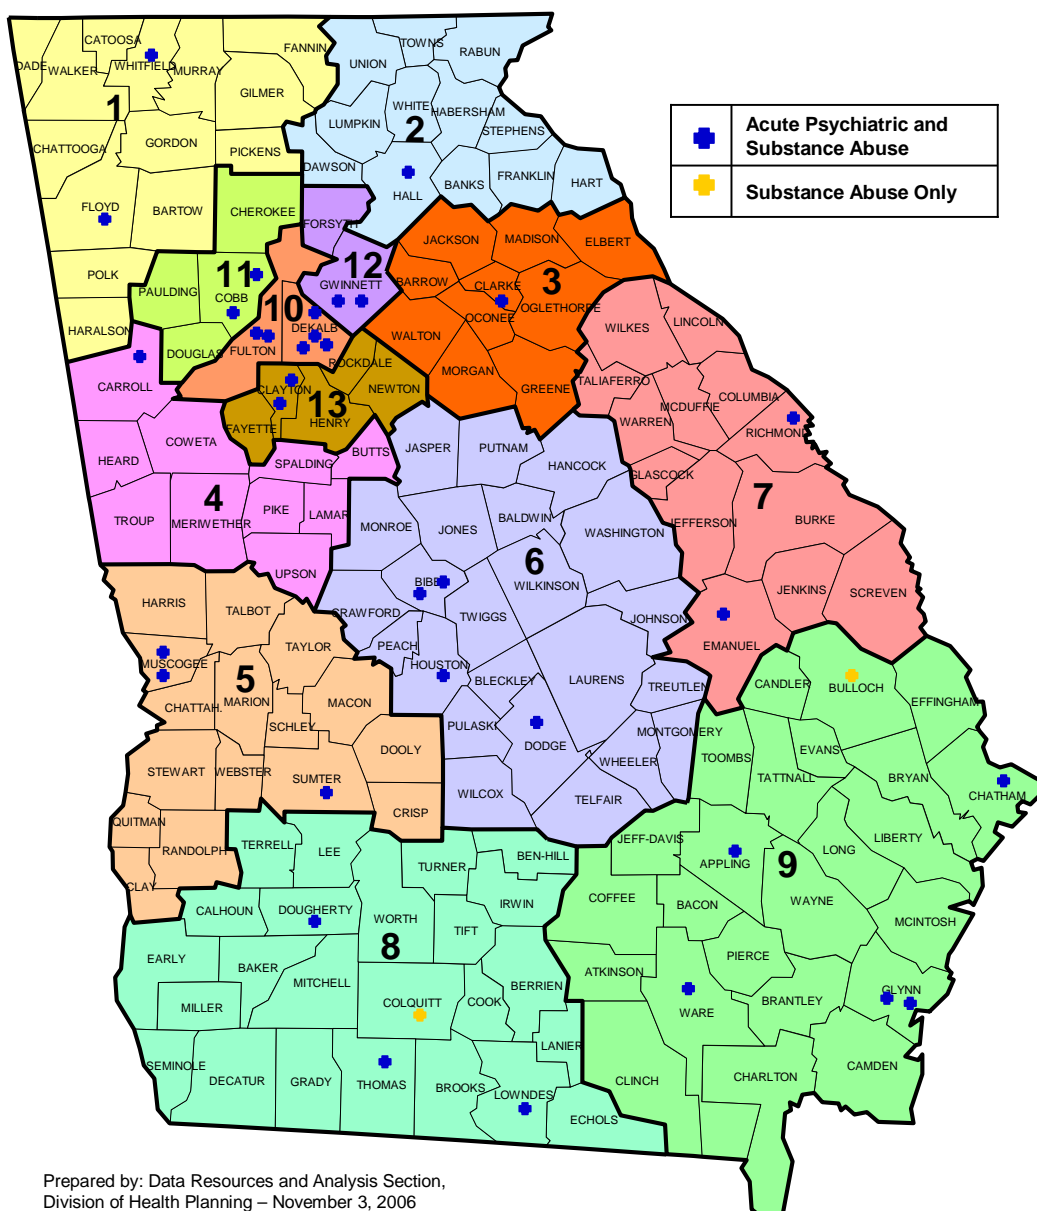 CATOOSA
TOWNS
FANNIN
RABUN
UNION
DADE
WALKER
WHITFIELD
MURRAY
GILMER
WHITE
HABERSHAM
1
LUMPKIN
2
STEPHENS
Acute Psychiatric and
Substance Abuse
CHATTOOGA
GORDON
PICKENS
DAWSON
FRANKLIN
HART
HALL
BANKS
Substance Abuse Only
FLOYD
BARTOW
CHEROKEE
FORSYTH
JACKSON
MADISON
ELBERT
POLK
11
12
3
PAULDING
COBB
GWINNETT
BARROW
CLARKE
OGLETHORPE
10
OCONEE
HARALSON
DEKALB
WALTON
WILKES
LINCOLN
DOUGLAS
FULTON
ROCKDALE
MORGAN
CARROLL
CLAYTON
NEWTON
GREENE
TALIAFERRO
COLUMBIA
13
MCDUFFIE
FAYETTE
HENRY
WARREN
RICHMOND
COWETA
BUTTS
JASPER
PUTNAM
HEARD
SPALDING
HANCOCK
GLASCOCK
4
7
TROUP
MERIWETHER
PIKE
LAMAR
MONROE
JONES
BALDWIN
WASHINGTON
JEFFERSON
BURKE
6
UPSON
BIBB
WILKINSON
JENKINS
SCREVEN
HARRIS
TALBOT
CRAWFORD
TWIGGS
JOHNSON
TAYLOR
PEACH
EMANUEL
MUSCOGEE
HOUSTON
5
BLECKLEY
LAURENS
TREUTLEN
CANDLER
BULLOCH
EFFINGHAM
CHATTAH.
MARION
MACON
SCHLEY
PULASKI
MONTGOMERY
DODGE
DOOLY
EVANS
STEWART
WEBSTER
SUMTER
WHEELER
TOOMBS
TATTNALL
BRYAN
CHATHAM
WILCOX
TELFAIR
CRISP
QUITMAN
RANDOLPH
TERRELL
LEE
BEN-HILL
JEFF-DAVIS
LONG
LIBERTY
TURNER
APPLING
9
CLAY
IRWIN
COFFEE
BACON
WAYNE
CALHOUN
DOUGHERTY
WORTH
MCINTOSH
TIFT
8
EARLY
BAKER
PIERCE
MITCHELL
ATKINSON
BERRIEN
GLYNN
MILLER
COLQUITT
COOK
BRANTLEY
WARE
LANIER
SEMINOLE
DECATUR
GRADY
THOMAS
BROOKS
LOWNDES
CLINCH
CHARLTON
CAMDEN
ECHOLS
Prepared by: Data Resources and Analysis Section,
Division of Health Planning – November 3, 2006